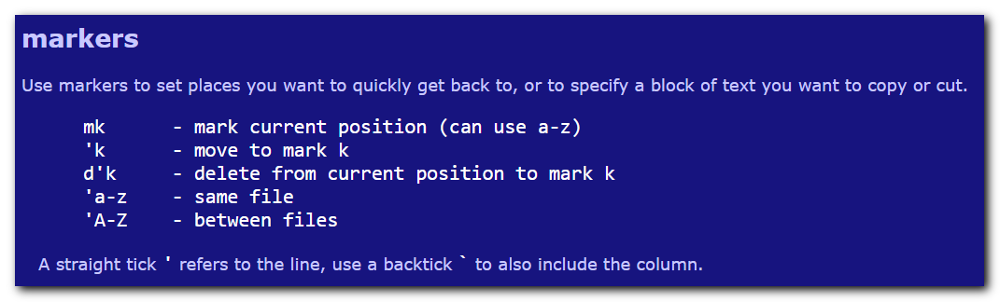 markers
Use markers to set places you want to quickly get back to, or to specify a block of text you want to copy or cut.
mk      - mark current position (can use a-z)
'k      - move to mark k
d'k     - delete from current position to mark k
'a-z    - same file
'A-Z    - between files
A straight tick ' refers to the line, use a backtick ` to also include the column.